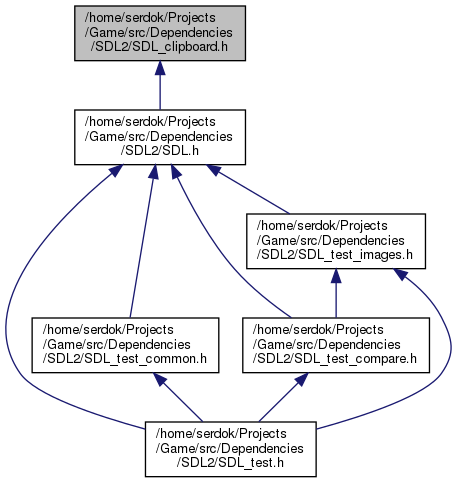 /home/serdok/Projects
/Game/src/Dependencies
/SDL2/SDL_clipboard.h
/home/serdok/Projects
/Game/src/Dependencies
/SDL2/SDL.h
/home/serdok/Projects
/Game/src/Dependencies
/SDL2/SDL_test_images.h
/home/serdok/Projects
/Game/src/Dependencies
/SDL2/SDL_test_common.h
/home/serdok/Projects
/Game/src/Dependencies
/SDL2/SDL_test_compare.h
/home/serdok/Projects
/Game/src/Dependencies
/SDL2/SDL_test.h